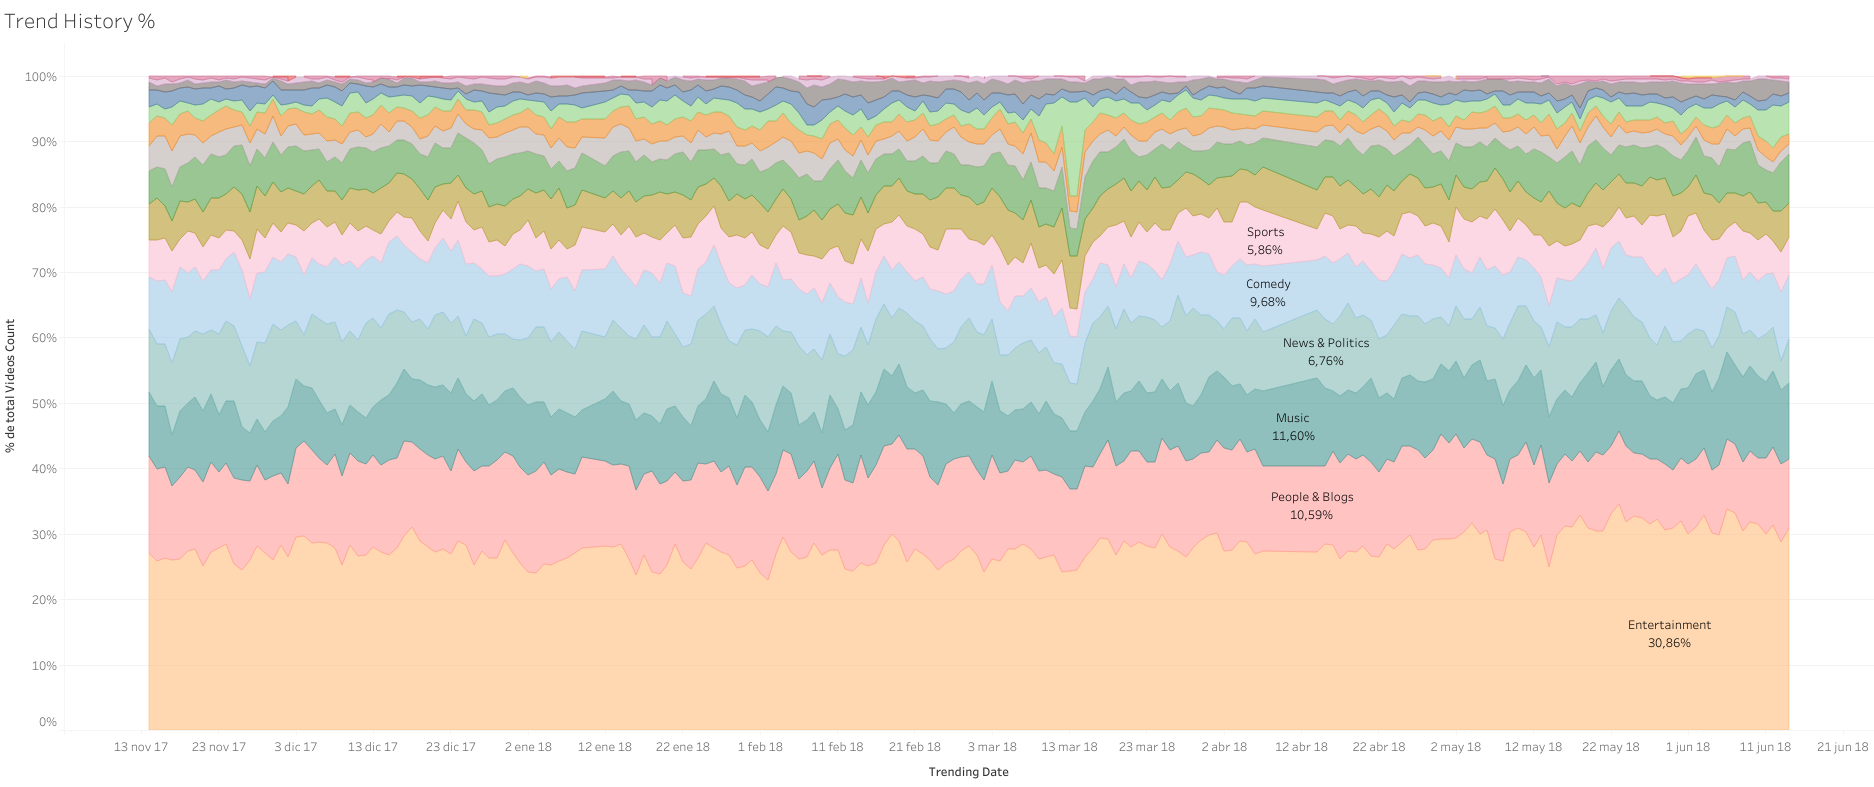 Trend History %
100%
90%
80%
70%
60%
50%
40%
30%
20%
10%
0%
% de total Videos Count
Sports
5,86%
Comedy
9,68%
News & Politics
6,76%
Music
11,60%
People & Blogs
10,59%
Entertainment
30,86%
13 nov 17 23 nov 17 3 dic 17 13 dic 17 23 dic 17 2 ene 18 12 ene 18 22 ene 18 1 feb 18 11 feb 18 21 feb 18 3 mar 18 13 mar 18 23 mar 18 2 abr 18 12 abr 18 22 abr 18 2 may 18 12 may 18 22 may 18 1 jun 18 11 jun 18 21 jun 18
Trending Date